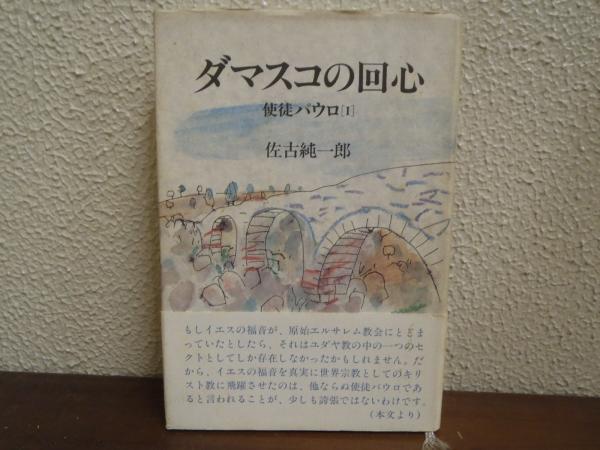 ダマスコの回心
使徒パウロ[I]
佐古純一郎
もしイエスの福音が、原始エルサレム教会にとどま
っていたとしたら、それはユダヤ教の中の一つのセ
クトとしてしか存在しなかったかもしれません。だ
から、イエスの福音を真実に世界宗教としてのキリ
スト教に飛躍させたのは、他ならぬ使徒パウロであ
ると言われることが、少しも誇張ではないわけです。
(本文より)